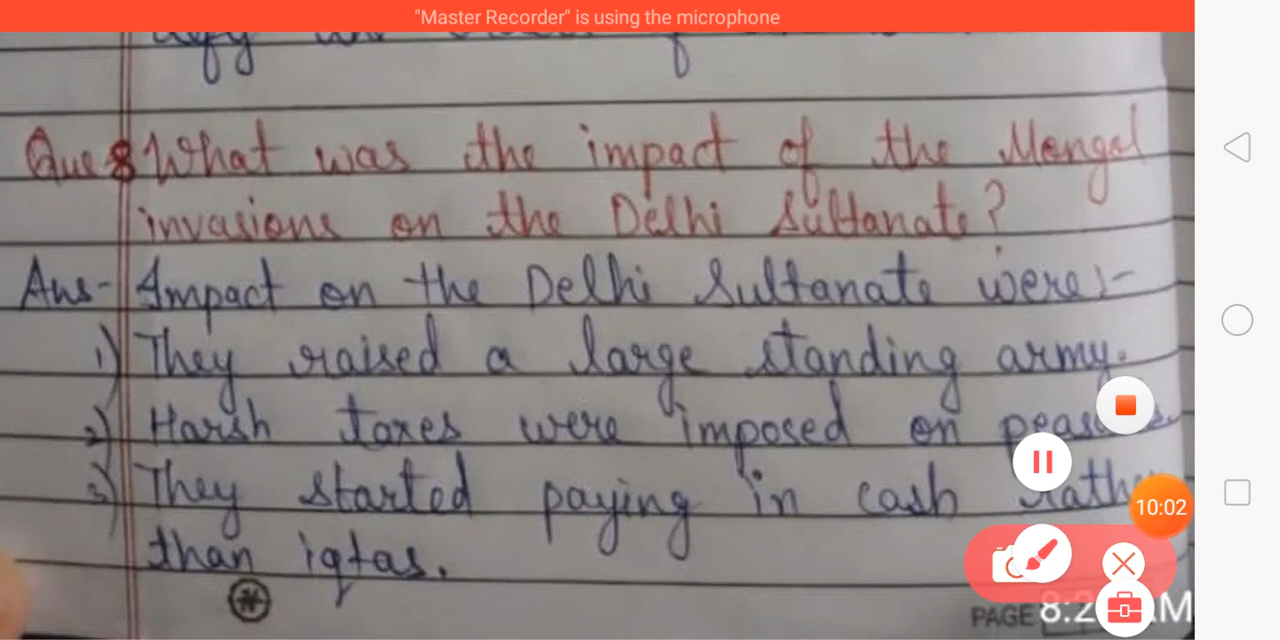 "Master Recorder" is using the microphone
Que 8 What was the impact of the Mongol
invasions on the Delhi Sultanate?
Ans- Impact on the Delhi Sultanate were:-
1) They raised a large standing army.
2) Harsh taxes were imposed on
3) They started paying in cash
than iqtas.
10:02
PAGE